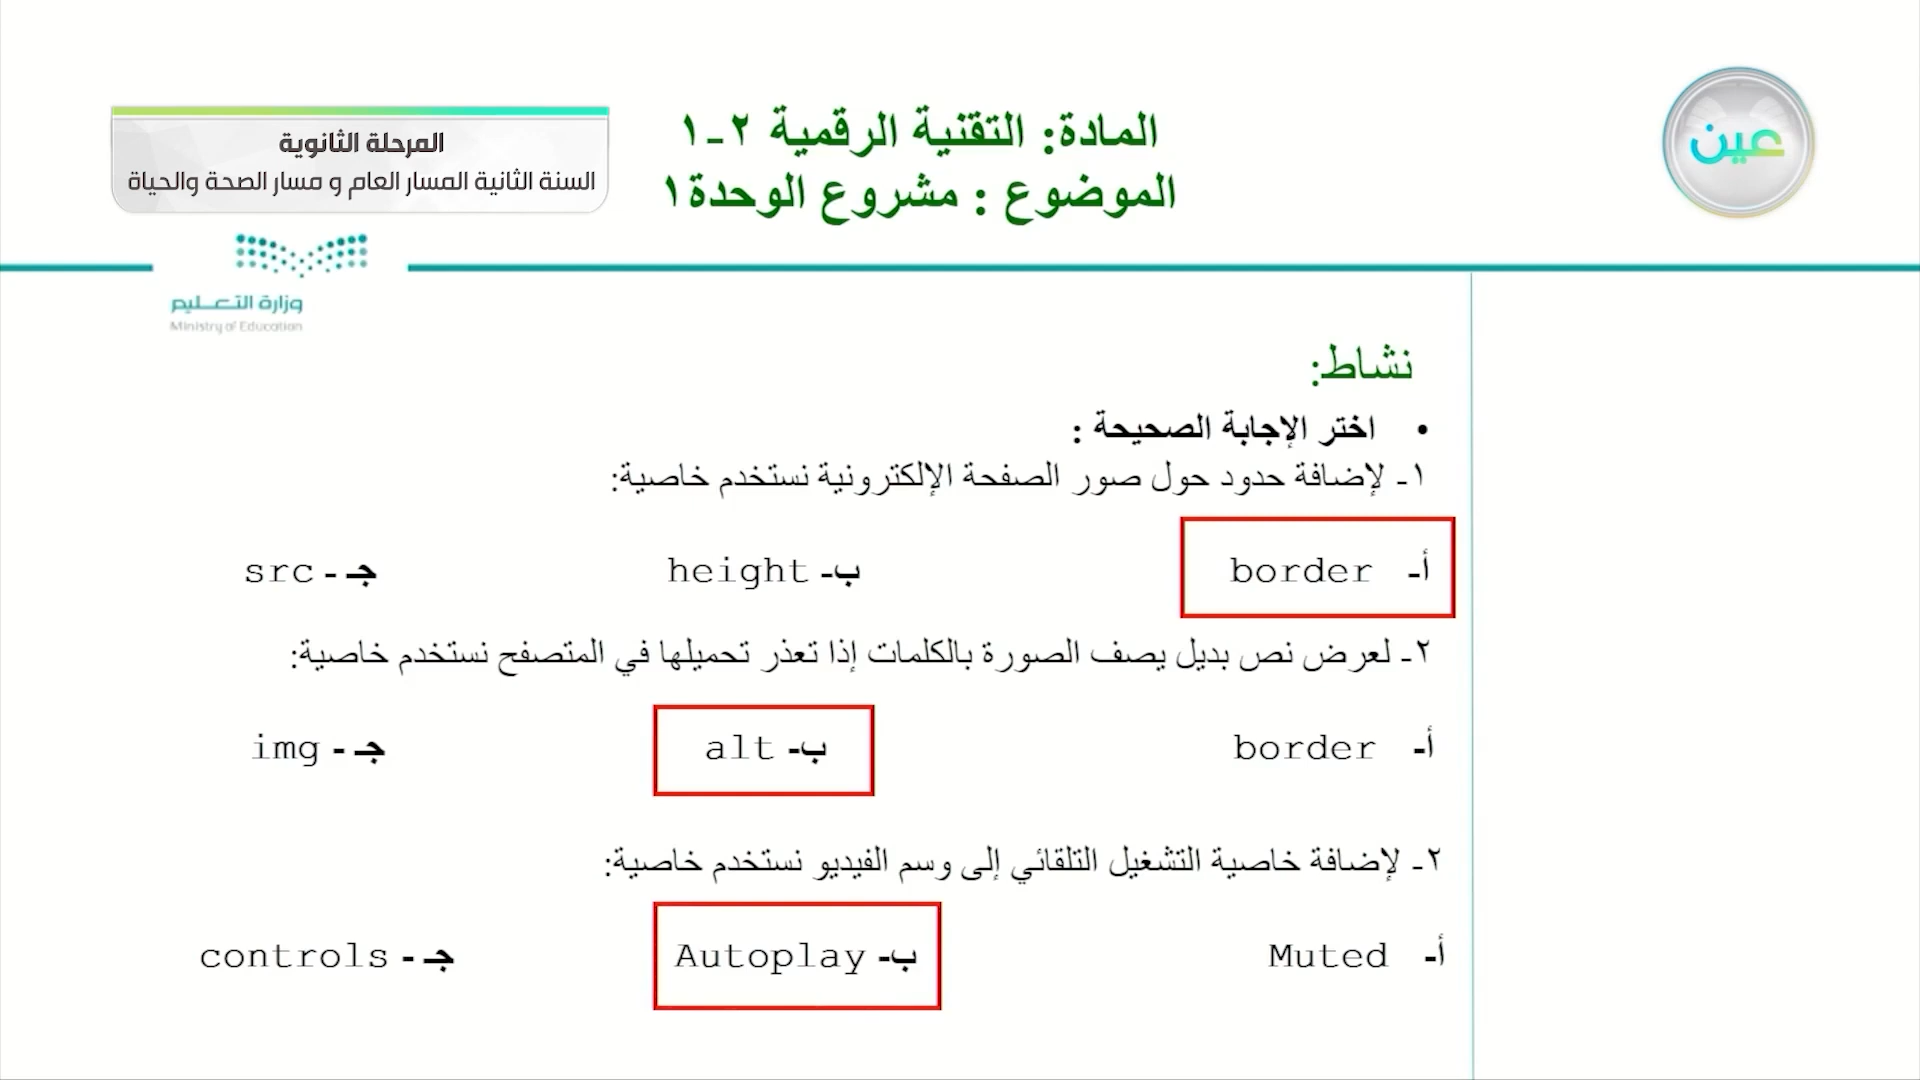 عين
المادة: التقنية الرقمية ٢-١
الموضوع : مشروع الوحدة١
المرحلة الثانوية
السنة الثانية المسار العام و مسار الصحة والحياة
وزارة التعليم
Ministry of Education
نشاط:
• اختر الإجابة الصحيحة :
١- لإضافة حدود حول صور الصفحة الإلكترونية نستخدم خاصية:
أ- border ب- height جـ - src
٢- لعرض نص بديل يصف الصورة بالكلمات إذا تعذر تحميلها في المتصفح نستخدم خاصية:
أ- border ب- alt جـ - img
٢- لإضافة خاصية التشغيل التلقائي إلى وسم الفيديو نستخدم خاصية:
أ- Muted ب- Autoplay جـ - controls